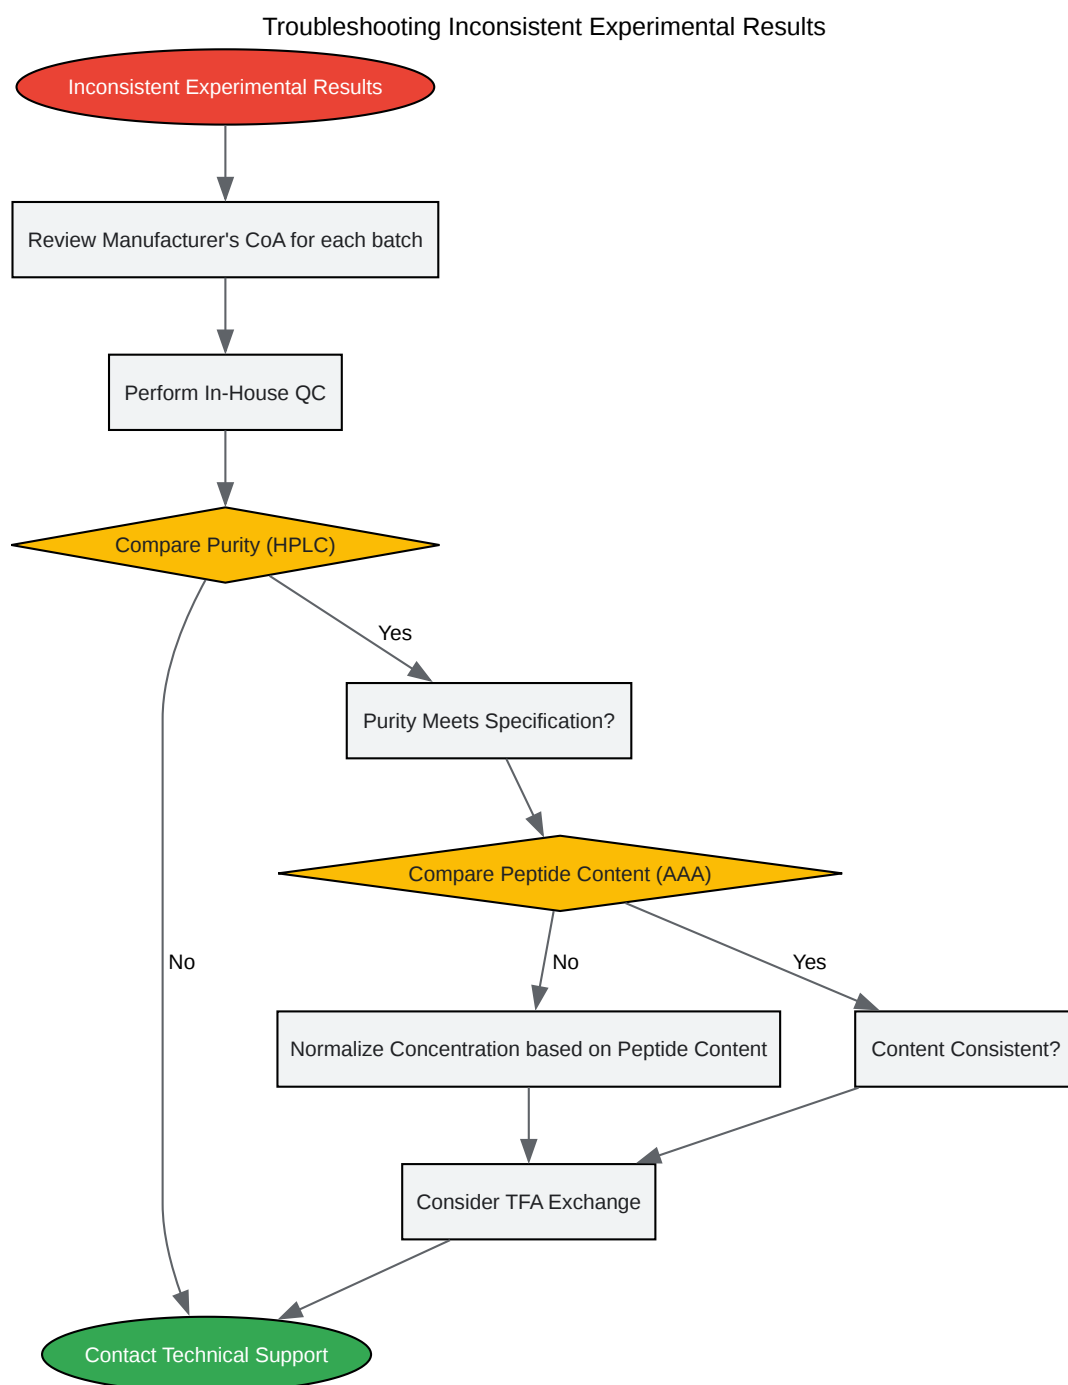 Troubleshooting Inconsistent Experimental Results
Inconsistent Experimental Results
Review Manufacturer's CoA for each batch
Perform In-House QC
Compare Purity (HPLC)
Yes
Purity Meets Specification?
Compare Peptide Content (AAA)
No
No
Yes
Normalize Concentration based on Peptide Content
Content Consistent?
Consider TFA Exchange
Contact Technical Support